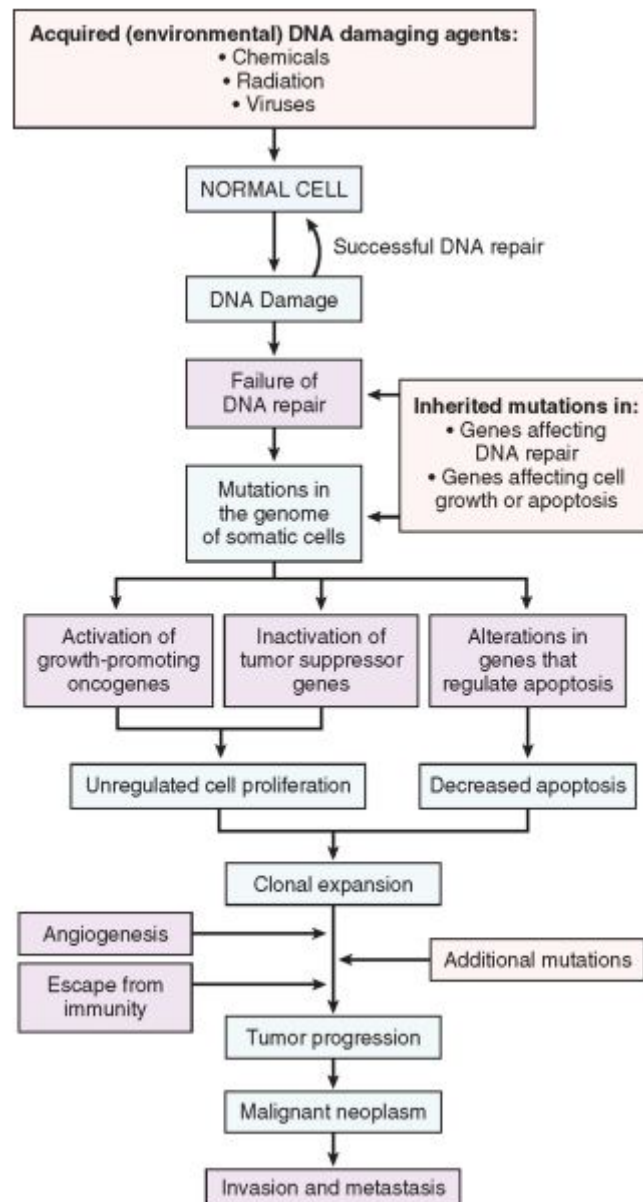 Acquired (environmental) DNA damaging agents:
• Chemicals
• Radiation
• Viruses
NORMAL CELL
Successful DNA repair
DNA Damage
Failure of
DNA repair
Inherited mutations in:
• Genes affecting
DNA repair
• Genes affecting cell
growth or apoptosis
Mutations in
the genome
of somatic cells
Activation of
growth-promoting
oncogenes
Inactivation of
tumor suppressor
genes
Alterations in
genes that
regulate apoptosis
Unregulated cell proliferation
Decreased apoptosis
Clonal expansion
Angiogenesis
Additional mutations
Escape from
immunity
Tumor progression
Malignant neoplasm
Invasion and metastasis